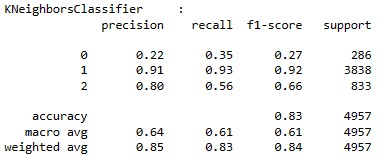 KNeighborsClassifier :
precision recall f1-score support
0 0.22 0.35 0.27 286
1 0.91 0.93 0.92 3838
2 0.80 0.56 0.66 833
accuracy 0.83 4957
macro avg 0.64 0.61 0.61 4957
weighted avg 0.85 0.83 0.84 4957